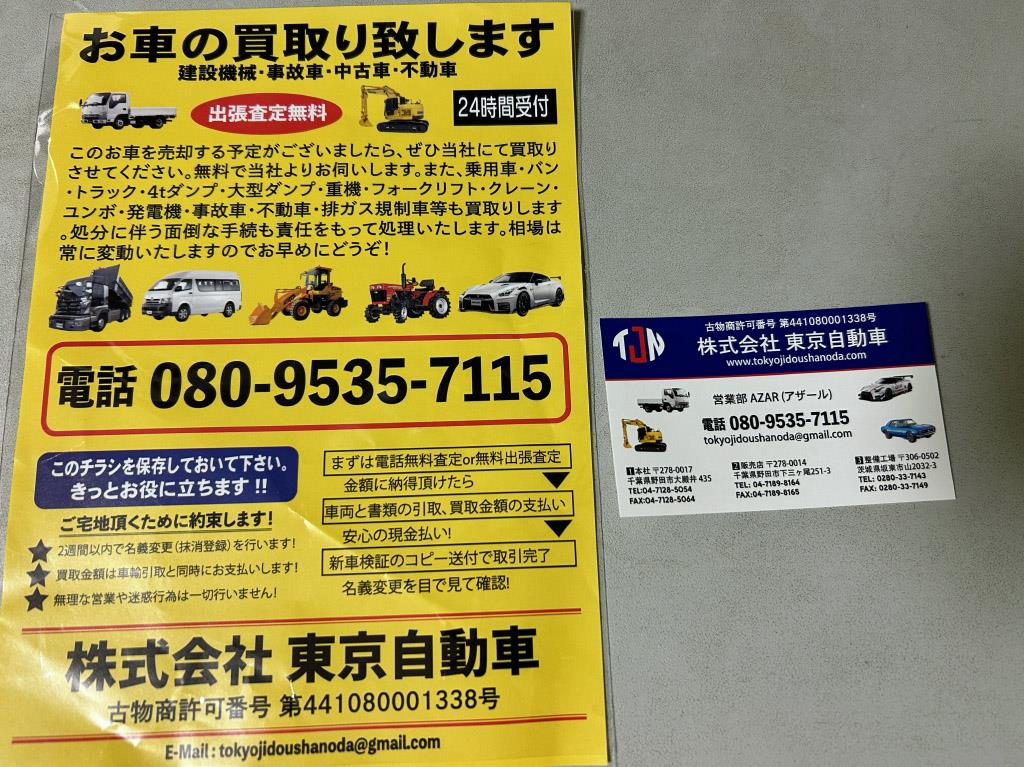 お車の買取り致します
建設機械・事故車・中古車・不動車
出張査定無料
24時間受付
このお車を売却する予定がございましたら、ぜひ当社にて買取り
させてください。無料で当社よりお伺いします。また、乗用車・バン
・トラック・4tダンプ・大型ダンプ・重機・フォークリフト・クレーン・
ユンボ・発電機・事故車・不動車・排ガス規制車等も買取りします
。処分に伴う面倒な手続も責任をもって処理いたします。相場は
常に変動いたしますのでお早めにどうぞ!
電話 080-9535-7115
このチラシを保存しておいて下さい。
きっとお役に立ちます!!
ご宅地頂くために約束します!
★ 2週間以内で名義変更(抹消登録)を行います!
★ 買取金額は車輪引取と同時にお支払いします!
★ 無理な営業や迷惑行為は一切行いません!
まずは電話無料査定or無料出張査定
金額に納得頂けたら
車両と書類の引取、買取金額の支払い
安心の現金払い!
新車検証のコピー送付で取引完了
名義変更を目で見て確認!
株式会社 東京自動車
古物商許可番号 第441080001338号
E-Mail : tokyojidoushanoda@gmail.com
TJN
古物商許可番号 第441080001338号
株式会社 東京自動車
www.tokyojidoushanoda.com
営業部 AZAR (アザール)
電話 080-9535-7115
tokyojidoushanoda@gmail.com
1 本社 〒278-0017
千葉県野田市大殿井 435
TEL:04-7128-5054
FAX:04-7128-5064
2 販売店 〒278-0014
千葉県野田市下三ヶ尾251-3
TEL: 04-7189-8164
FAX:04-7189-8165
3 整備工場 〒306-0502
茨城県坂東市山2032-3
TEL: 0280-33-7143
FAX: 0280-33-7149